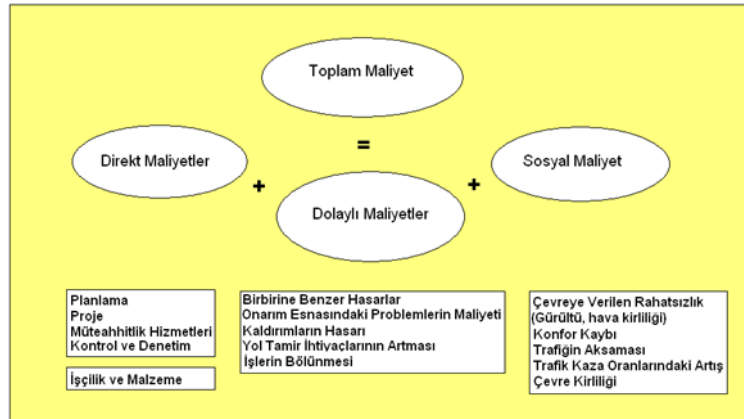 Toplam Maliyet
=
Direkt Maliyetler
+
Dolaylı Maliyetler
+
Sosyal Maliyet
Planlama
Proje
Müteahhitlik Hizmetleri
Kontrol ve Denetim
İşçilik ve Malzeme
Birbirine Benzer Hasarlar
Onarım Esnasındaki Problemlerin Maliyeti
Kaldırımların Hasarı
Yol Tamir İhtiyaçlarının Artması
İşlerin Bölünmesi
Çevreye Verilen Rahatsızlık
(Gürültü, hava kirliliği)
Konfor Kaybı
Trafiğin Aksaması
Trafik Kaza Oranlarındaki Artış
Çevre Kirliliği